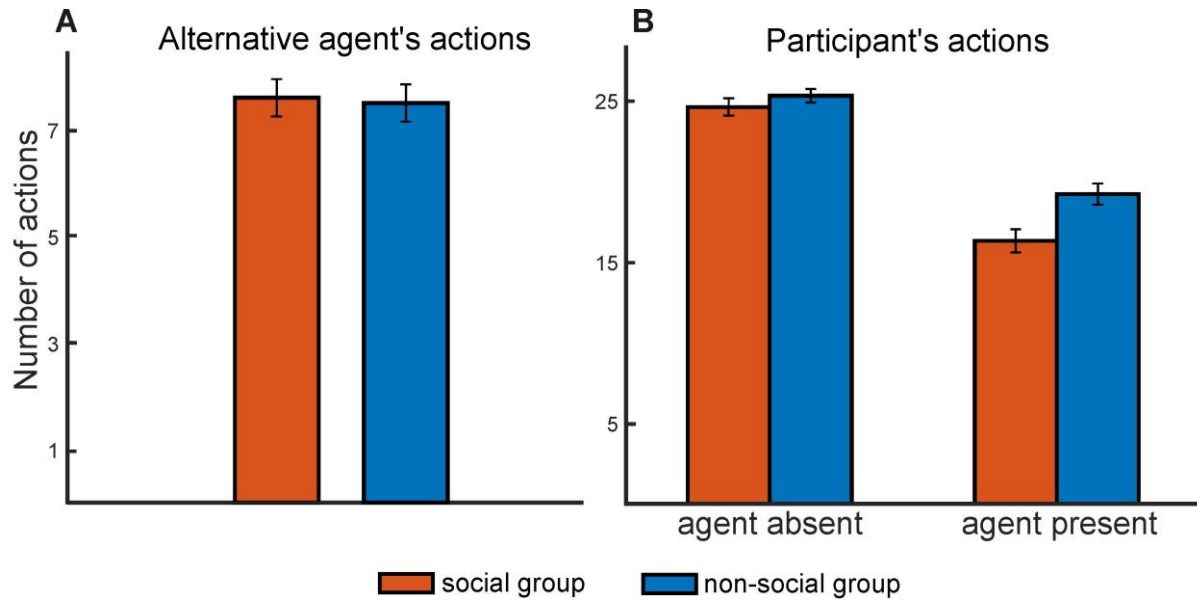 A
Alternative agent's actions
Number of actions
7
5
3
1
B
Participant's actions
25
15
5
agent absent
agent present
social group
non-social group